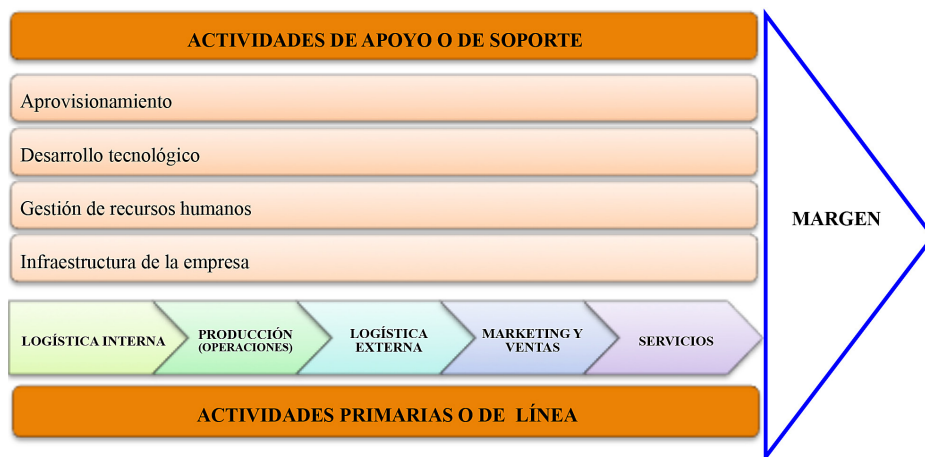 ACTIVIDADES DE APOYO O DE SOPORTE
Aprovisionamiento
Desarrollo tecnológico
Gestión de recursos humanos
Infraestructura de la empresa
MARGEN
LOGÍSTICA INTERNA
PRODUCCIÓN
(OPERACIONES)
LOGÍSTICA
EXTERNA
MARKETING Y
VENTAS
SERVICIOS
ACTIVIDADES PRIMARIAS O DE LÍNEA